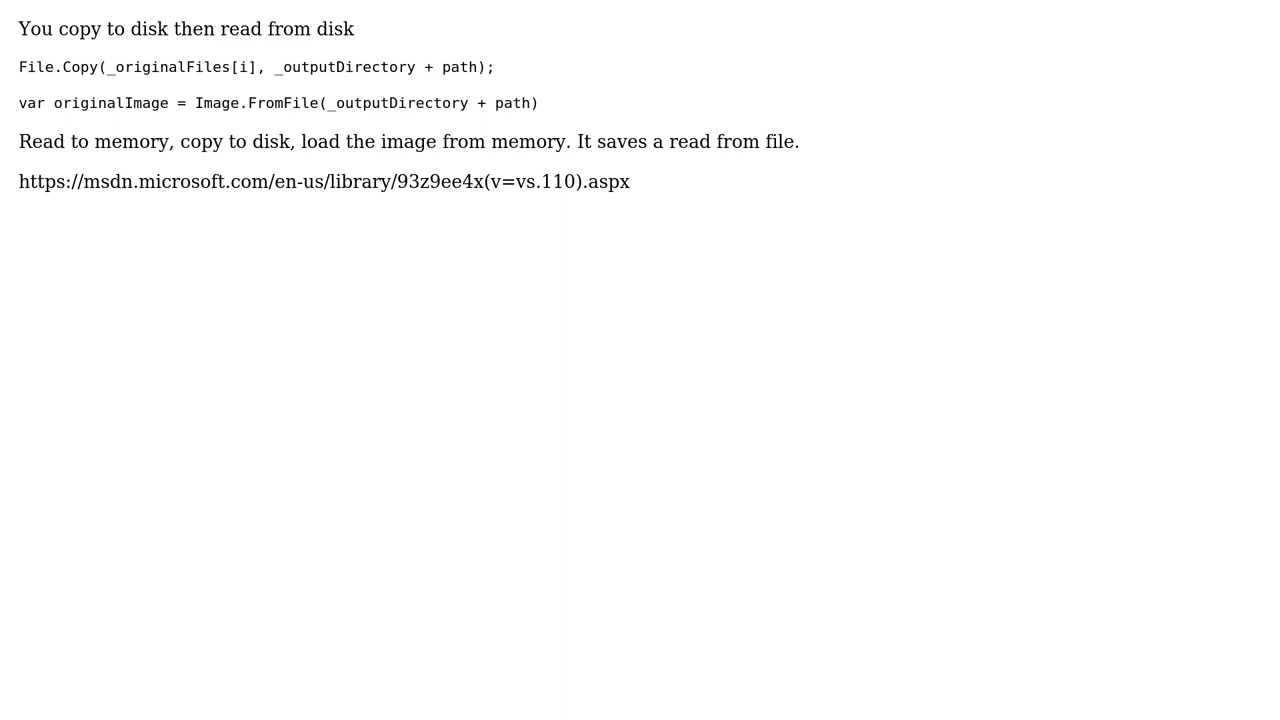 You copy to disk then read from disk
File.Copy(_originalFiles[i], _outputDirectory + path);
var originalImage = Image.FromFile(_outputDirectory + path)
Read to memory, copy to disk, load the image from memory. It saves a read from file.
https://msdn.microsoft.com/en-us/library/93z9ee4x(v=vs.110).aspx